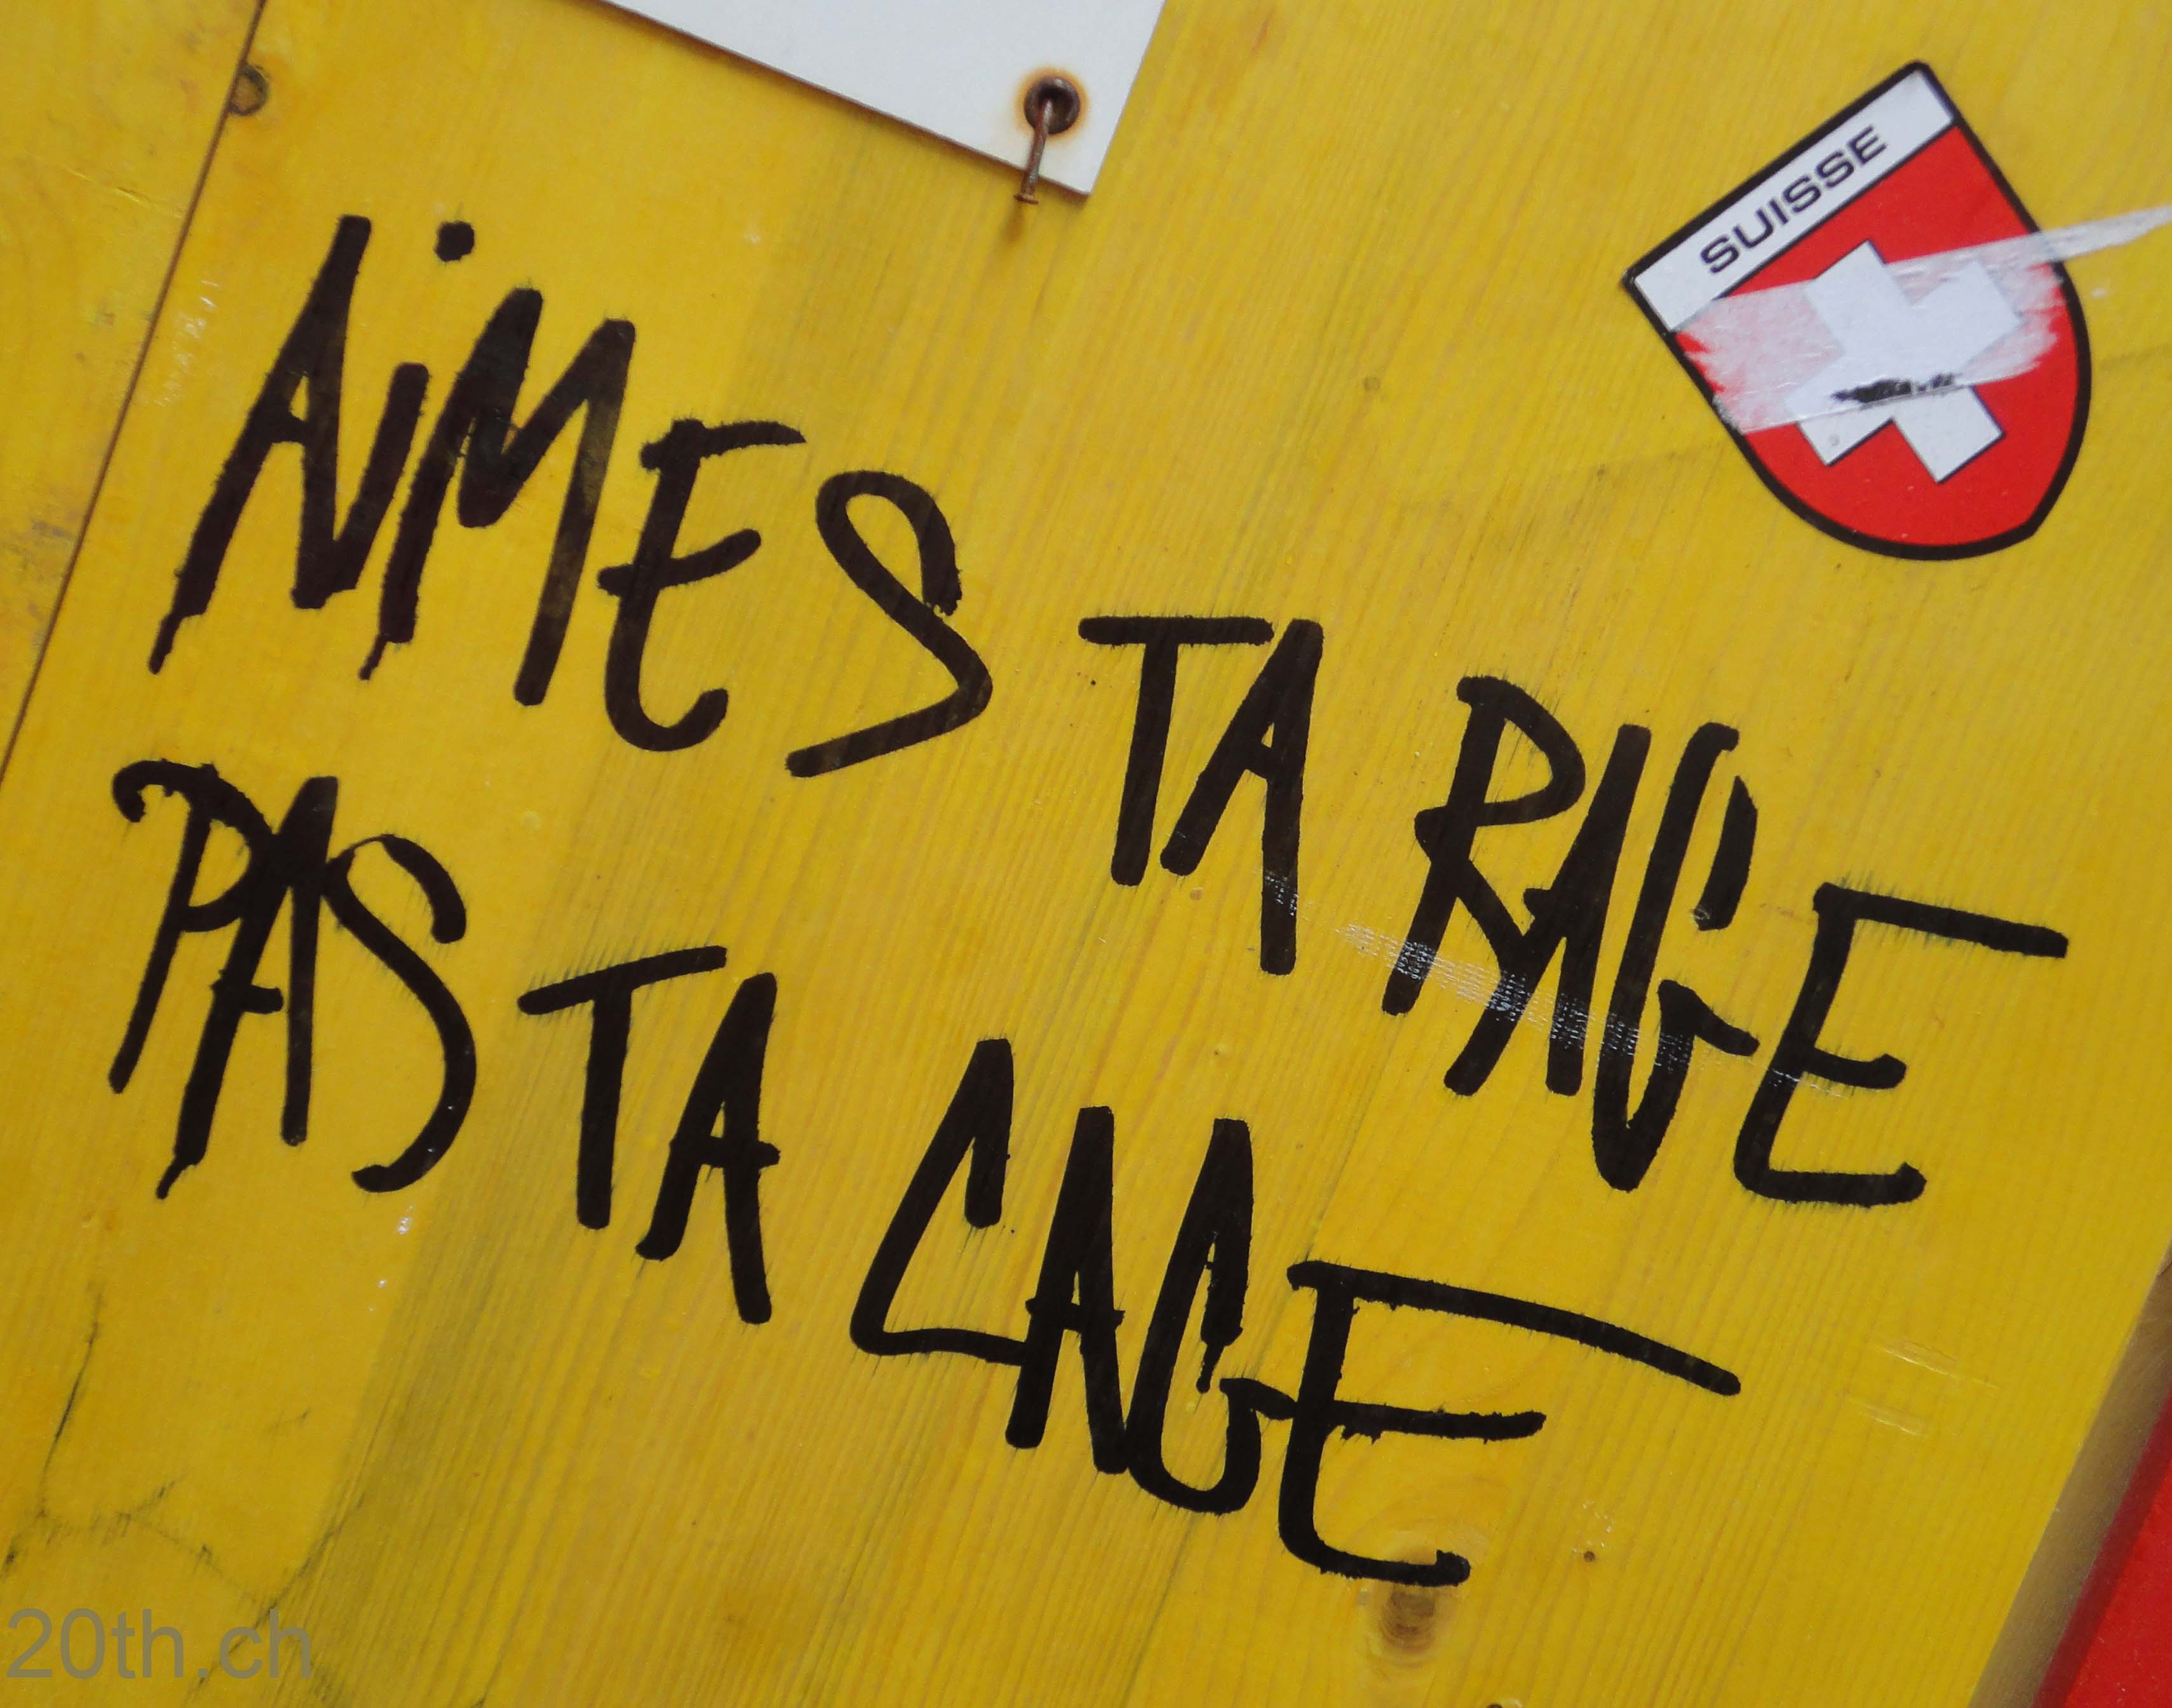 SUISSE
AiMES TA RAGE
PAS TA CAGE
20th.ch